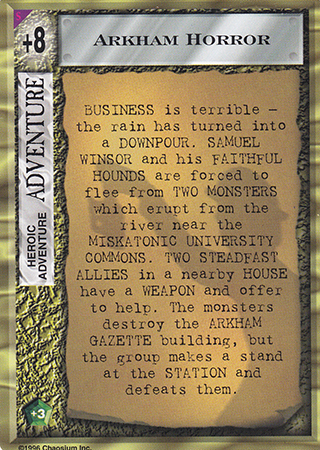 S
+8
ARKHAM HORROR
HEROIC
ADVENTURE
ADVENTURE
BUSINESS is terrible —
the rain has turned into
a DOWNPOUR. SAMUEL
WINSOR and his FAITHFUL
HOUNDS are forced to
flee from TWO MONSTERS
which erupt from the
river near the
MISKATONIC UNIVERSITY
COMMONS. TWO STEADFAST
ALLIES in a nearby HOUSE
have a WEAPON and offer
to help. The monsters
destroy the ARKHAM
GAZETTE building, but
the group makes a stand
at the STATION and
defeats them.
+3
©1996 Chaosium Inc.